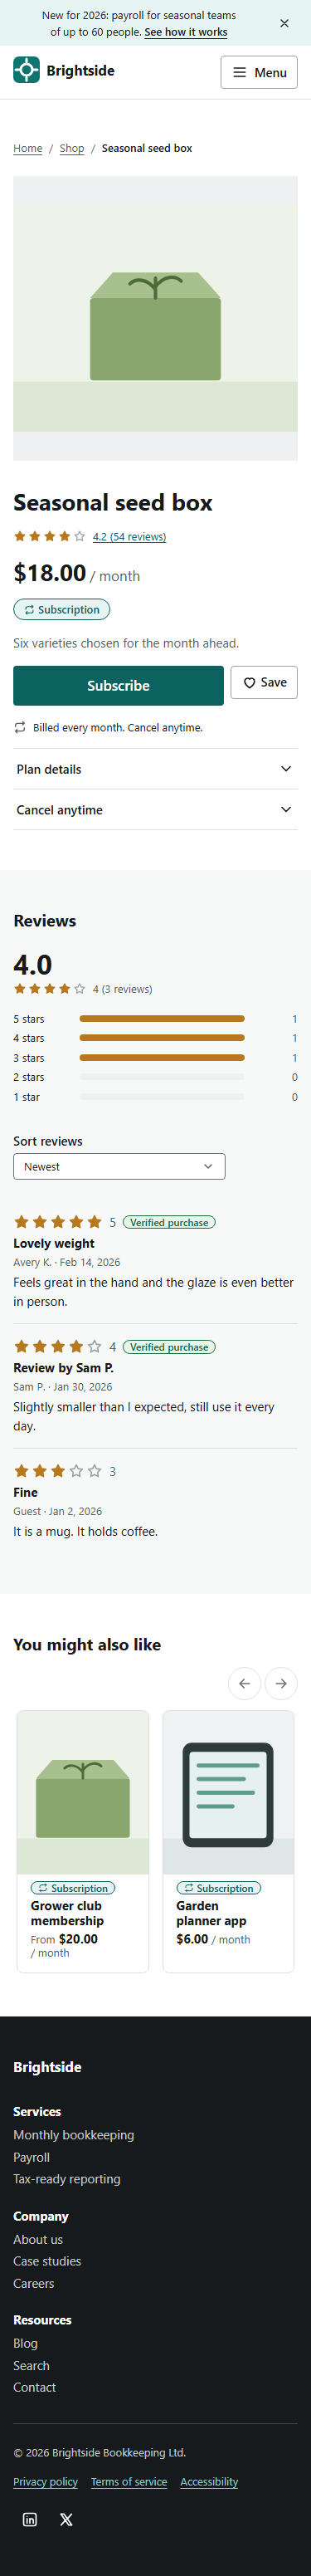 New for 2026: payroll for seasonal teams
of up to 60 people. See how it works
Brightside
Menu
Home / Shop / Seasonal seed box
Seasonal seed box
4.2 (54 reviews)
$18.00 / month
Subscription
Six varieties chosen for the month ahead.
Subscribe
Save
Billed every month. Cancel anytime.
Plan details
Cancel anytime
Reviews
4.0
4 (3 reviews)
5 stars 1
4 stars 1
3 stars 1
2 stars 0
1 star 0
Sort reviews
Newest
5 Verified purchase
Lovely weight
Avery K. · Feb 14, 2026
Feels great in the hand and the glaze is even better
in person.
4 Verified purchase
Review by Sam P.
Sam P. · Jan 30, 2026
Slightly smaller than I expected, still use it every
day.
3
Fine
Guest · Jan 2, 2026
It is a mug. It holds coffee.
You might also like
Subscription
Grower club
membership
From $20.00
/ month
Subscription
Garden
planner app
$6.00 / month
Brightside
Services
Monthly bookkeeping
Payroll
Tax-ready reporting
Company
About us
Case studies
Careers
Resources
Blog
Search
Contact
© 2026 Brightside Bookkeeping Ltd.
Privacy policy Terms of service Accessibility